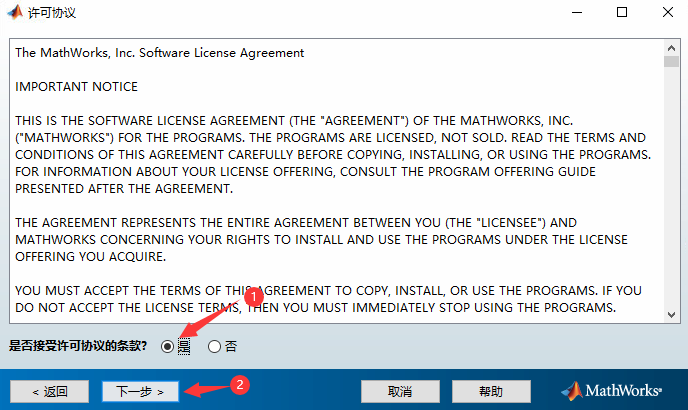 许可协议
The MathWorks, Inc. Software License Agreement
IMPORTANT NOTICE
THIS IS THE SOFTWARE LICENSE AGREEMENT (THE "AGREEMENT") OF THE MATHWORKS, INC.
("MATHWORKS") FOR THE PROGRAMS. THE PROGRAMS ARE LICENSED, NOT SOLD. READ THE TERMS AND
CONDITIONS OF THIS AGREEMENT CAREFULLY BEFORE COPYING, INSTALLING, OR USING THE PROGRAMS.
FOR INFORMATION ABOUT YOUR LICENSE OFFERING, CONSULT THE PROGRAM OFFERING GUIDE
PRESENTED AFTER THE AGREEMENT.
THE AGREEMENT REPRESENTS THE ENTIRE AGREEMENT BETWEEN YOU (THE "LICENSEE") AND
MATHWORKS CONCERNING YOUR RIGHTS TO INSTALL AND USE THE PROGRAMS UNDER THE LICENSE
OFFERING YOU ACQUIRE.
YOU MUST ACCEPT THE TERMS OF THIS AGREEMENT TO COPY, INSTALL, OR USE THE PROGRAMS. IF YOU
DO NOT ACCEPT THE LICENSE TERMS, THEN YOU MUST IMMEDIATELY STOP USING THE PROGRAMS.
1
是否接受许可协议的条款? 是 否
2
< 返回 下一步 > 取消 帮助 MathWorks®